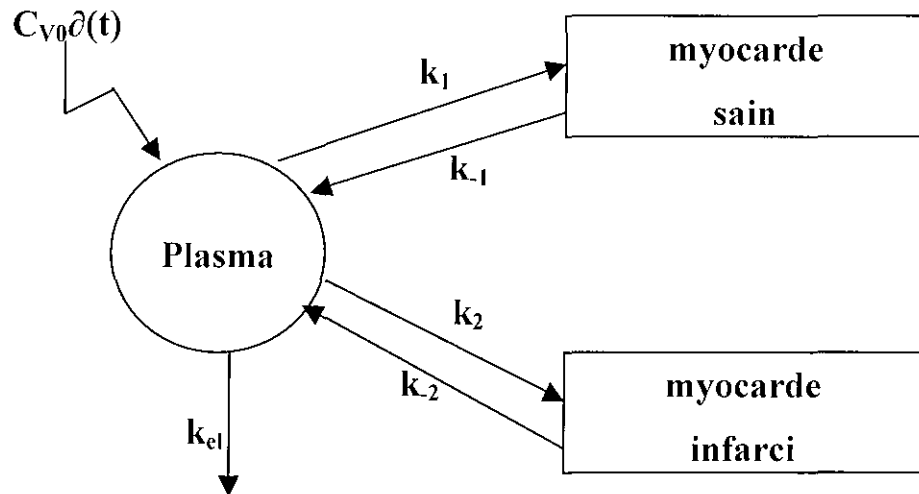 C_V0∂(t)
myocarde
sain
k_1
k_-1
Plasma
k_2
k_-2
myocarde
infarci
k_el